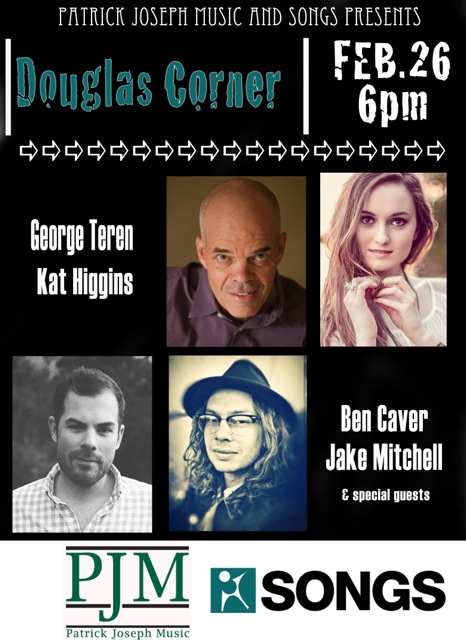 PATRICK JOSEPH MUSIC AND SONGS PRESENTS
Douglas Corner
FEB.26
6pm
George Teren
Kat Higgins
Ben Caver
Jake Mitchell
& special guests
PJM
Patrick Joseph Music
SONGS